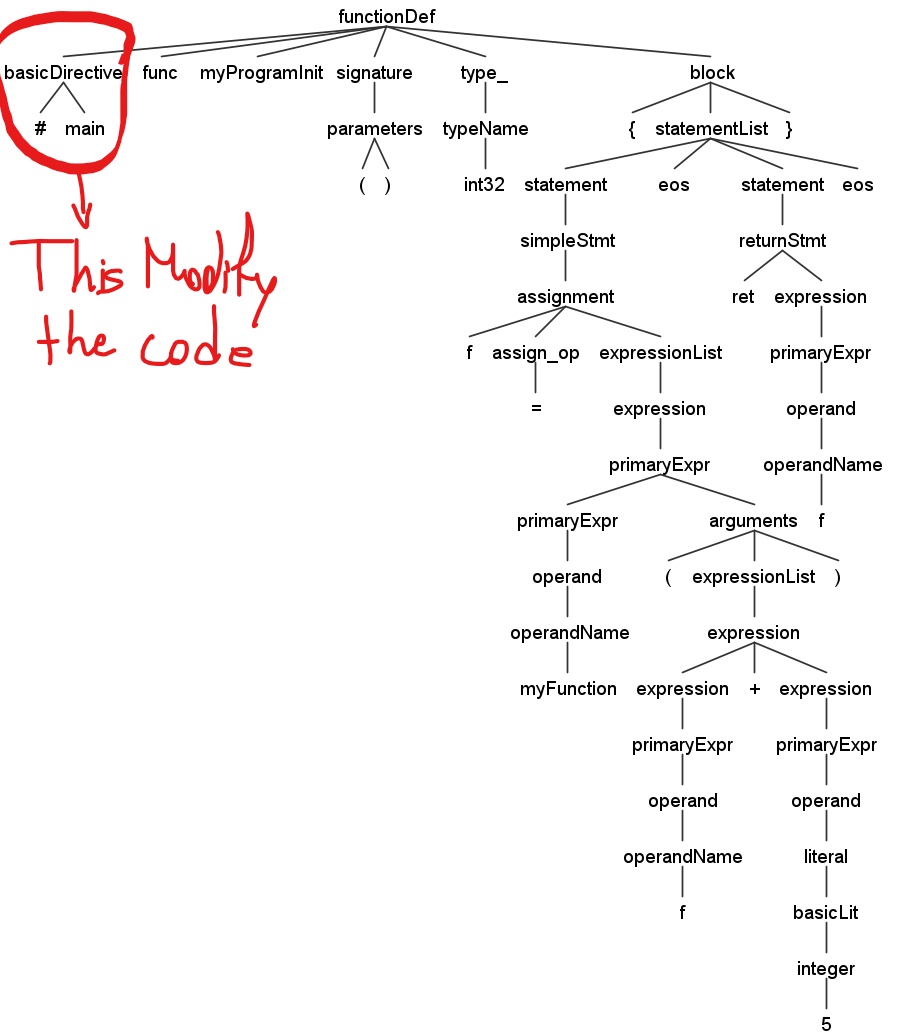 functionDef
basicDirective func myProgramInit signature type_ block
# main parameters typeName { statementList }
( ) int32 statement eos statement eos
This Modify
the code
simpleStmt returnStmt
assignment ret expression
f assign_op expressionList primaryExpr
= expression operand
primaryExpr operandName
primaryExpr arguments f
operand ( expressionList )
operandName expression
myFunction expression + expression
primaryExpr primaryExpr
operand operand
operandName literal
f basicLit
integer
5